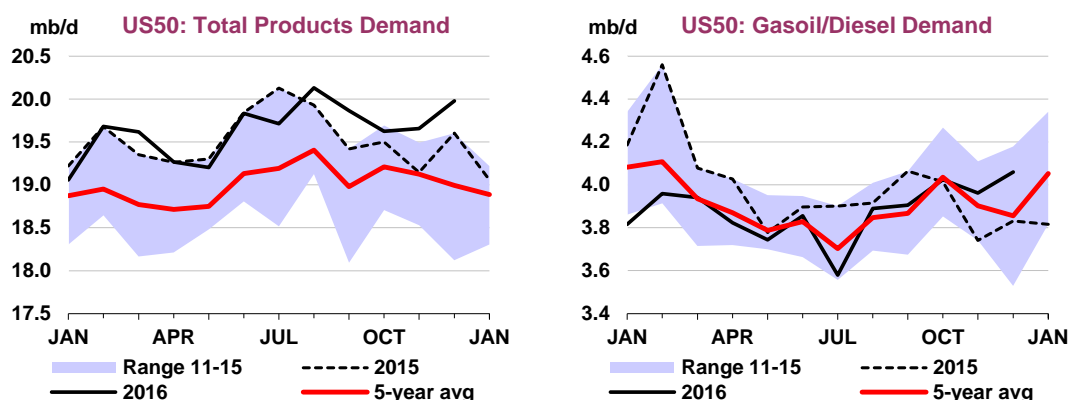 US50: Total Products Demand
mb/d
20.5
20.0
19.5
19.0
18.5
18.0
17.5
JAN APR JUL OCT JAN
Range 11-15 2015
2016 5-year avg
US50: Gasoil/Diesel Demand
mb/d
4.6
4.4
4.2
4.0
3.8
3.6
3.4
JAN APR JUL OCT JAN
Range 11-15 2015
2016 5-year avg